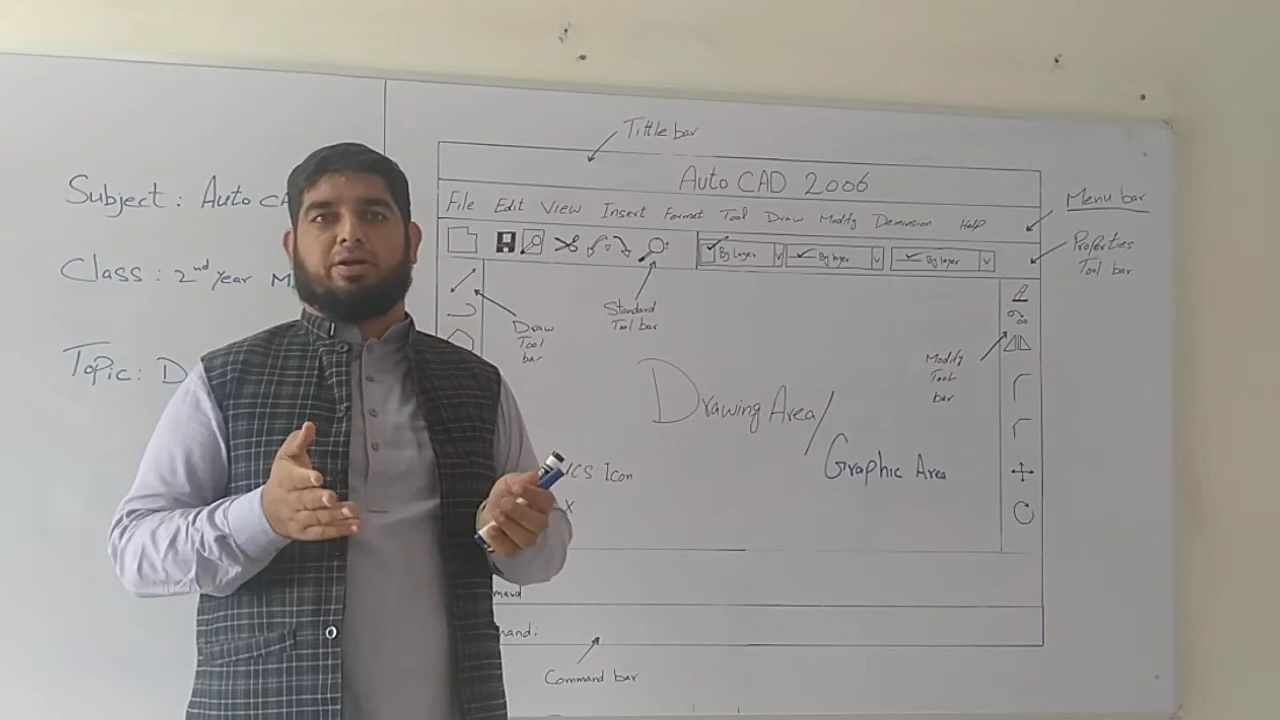 Subject : Auto CA
Class : 2nd year M
Topic : D
Tittle bar
Auto CAD 2006
File Edit View Insert Format Tool Draw Modify Demension Help
Menu bar
By Layer By layer By layer
Properties
Tool bar
Standard
Tool bar
Draw
Tool
bar
Modify
Tool
bar
Drawing Area/
Graphic Area
CS Icon
X
mand
mand:
Command bar